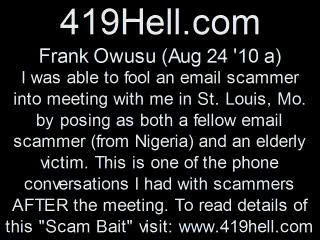 419Hell.com
Frank Owusu (Aug 24 '10 a)
I was able to fool an email scammer
into meeting with me in St. Louis, Mo.
by posing as both a fellow email
scammer (from Nigeria) and an elderly
victim. This is one of the phone
conversations I had with scammers
AFTER the meeting. To read details of
this "Scam Bait" visit: www.419hell.com